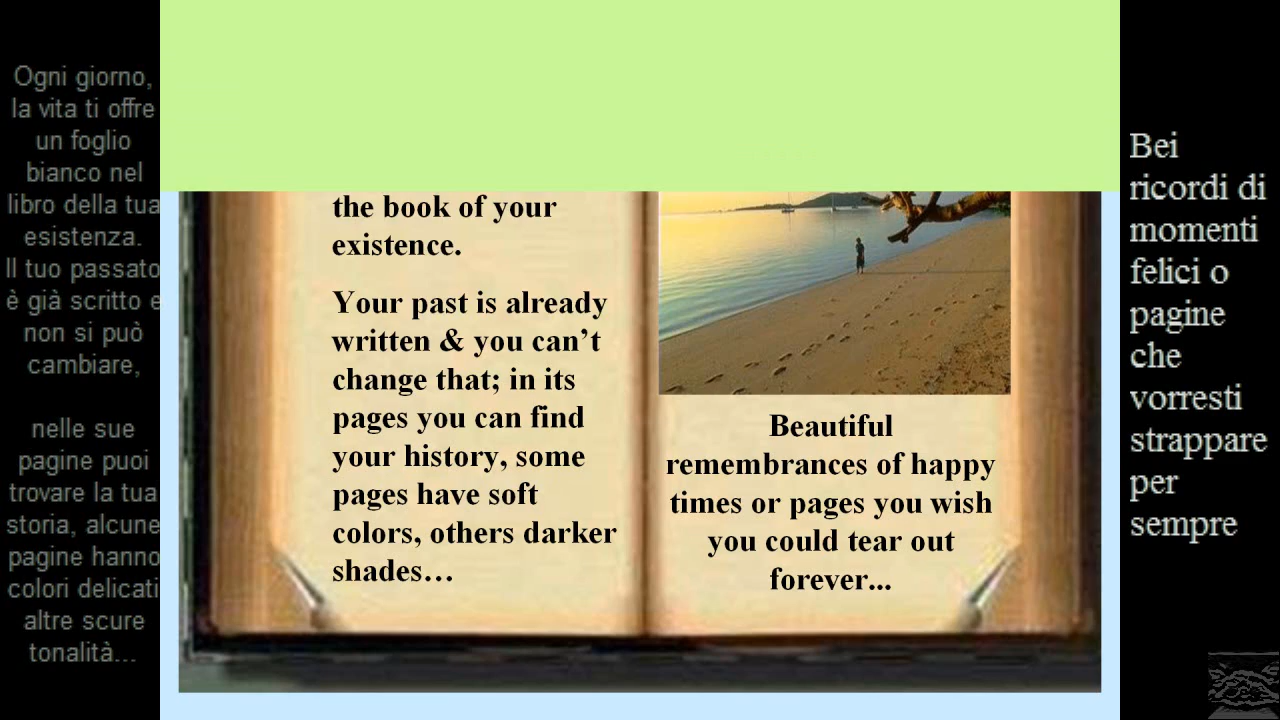 Ogni giorno,
la vita ti offre
un foglio
bianco nel
libro della tua
esistenza.
Il tuo passato
è già scritto e
non si può
cambiare,
nelle sue
pagine puoi
trovare la tua
storia, alcune
pagine hanno
colori delicati
altre scure
tonalità...
the book of your
existence.
Your past is already
written & you can’t
change that; in its
pages you can find
your history, some
pages have soft
colors, others darker
shades…
Beautiful
remembrances of happy
times or pages you wish
you could tear out
forever...
Bei
ricordi di
momenti
felici o
pagine
che
vorresti
strappare
per
sempre